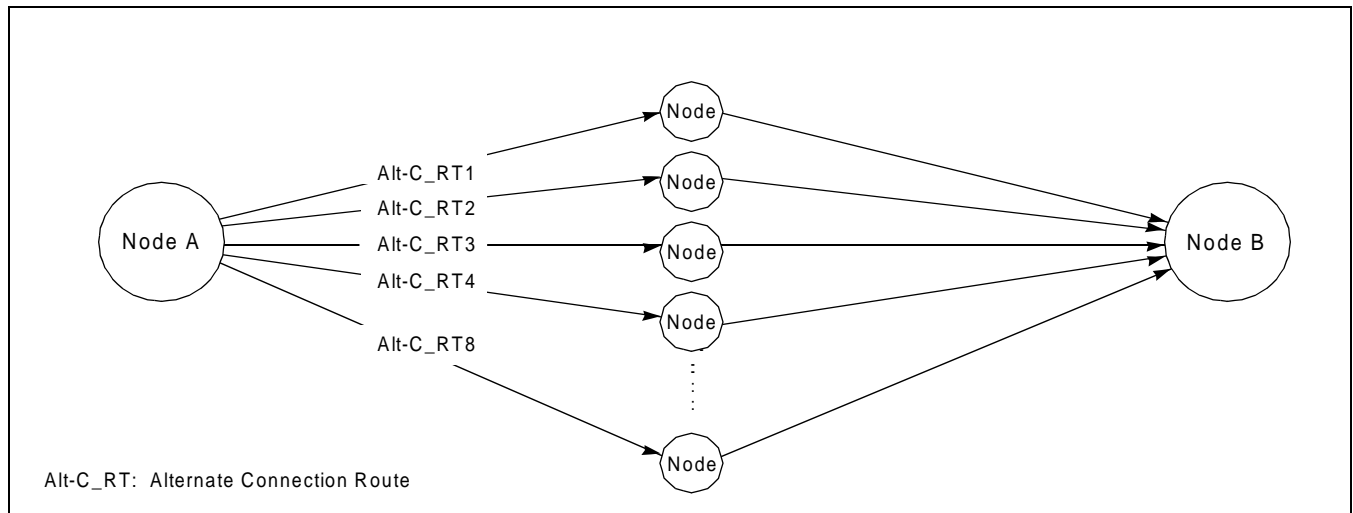 Node
Alt-C_RT1
Node
Alt-C_RT2
Node A
Alt-C_RT3
Node
Node B
Alt-C_RT4
Node
Alt-C_RT8
Node
Alt-C_RT: Alternate Connection Route